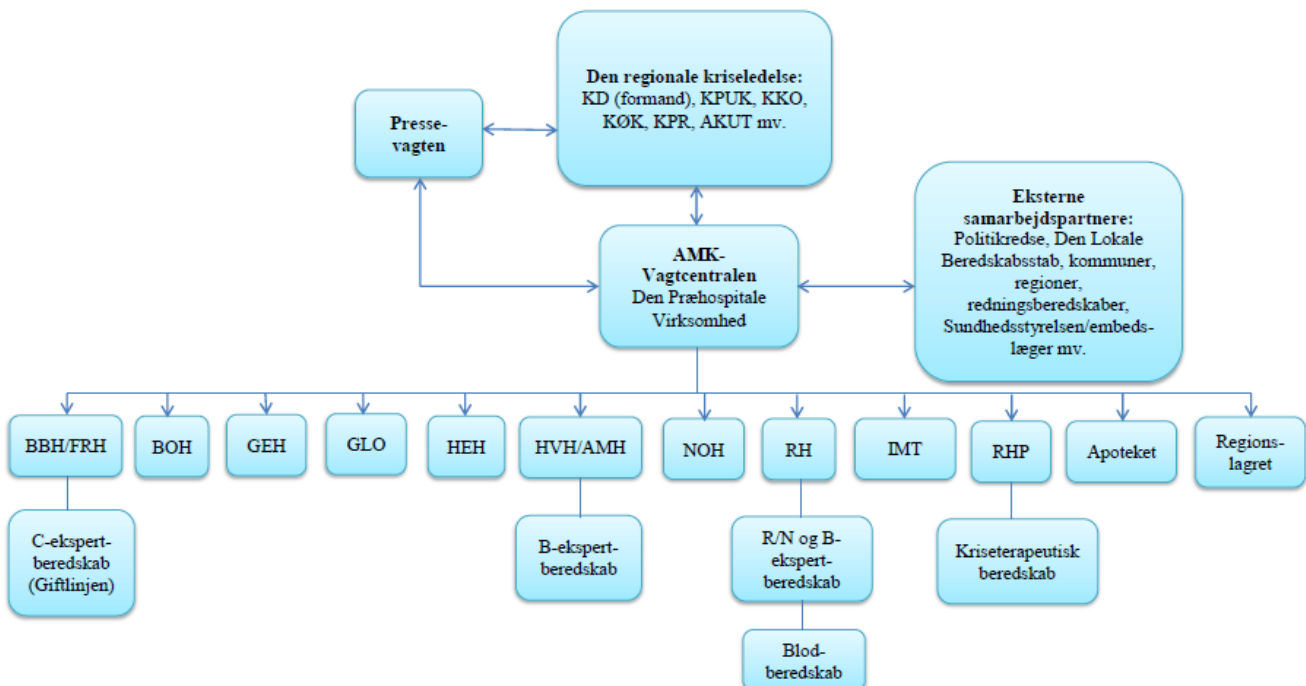 Den regionale kriseledelse:
KD (formand), KPUK, KKO,
KØK, KPR, AKUT mv.
Presse-
vagten
Eksterne
samarbejdspartnere:
Politikredse, Den Lokale
Beredskabsstab, kommuner,
regioner,
redningsberedskaber,
Sundhedsstyrelsen/embeds-
læger mv.
AMK-
Vagtcentralen
Den Præhospitale
Virksomhed
BBH/FRH
BOH
GEH
GLO
HEH
HVH/AMH
NOH
RH
IMT
RHP
Apoteket
Regions-
lagret
C-ekspert-
beredskab
(Giftlinjen)
B-ekspert-
beredskab
R/N og B-
ekspert-
beredskab
Kriseterapeutisk
beredskab
Blod-
beredskab